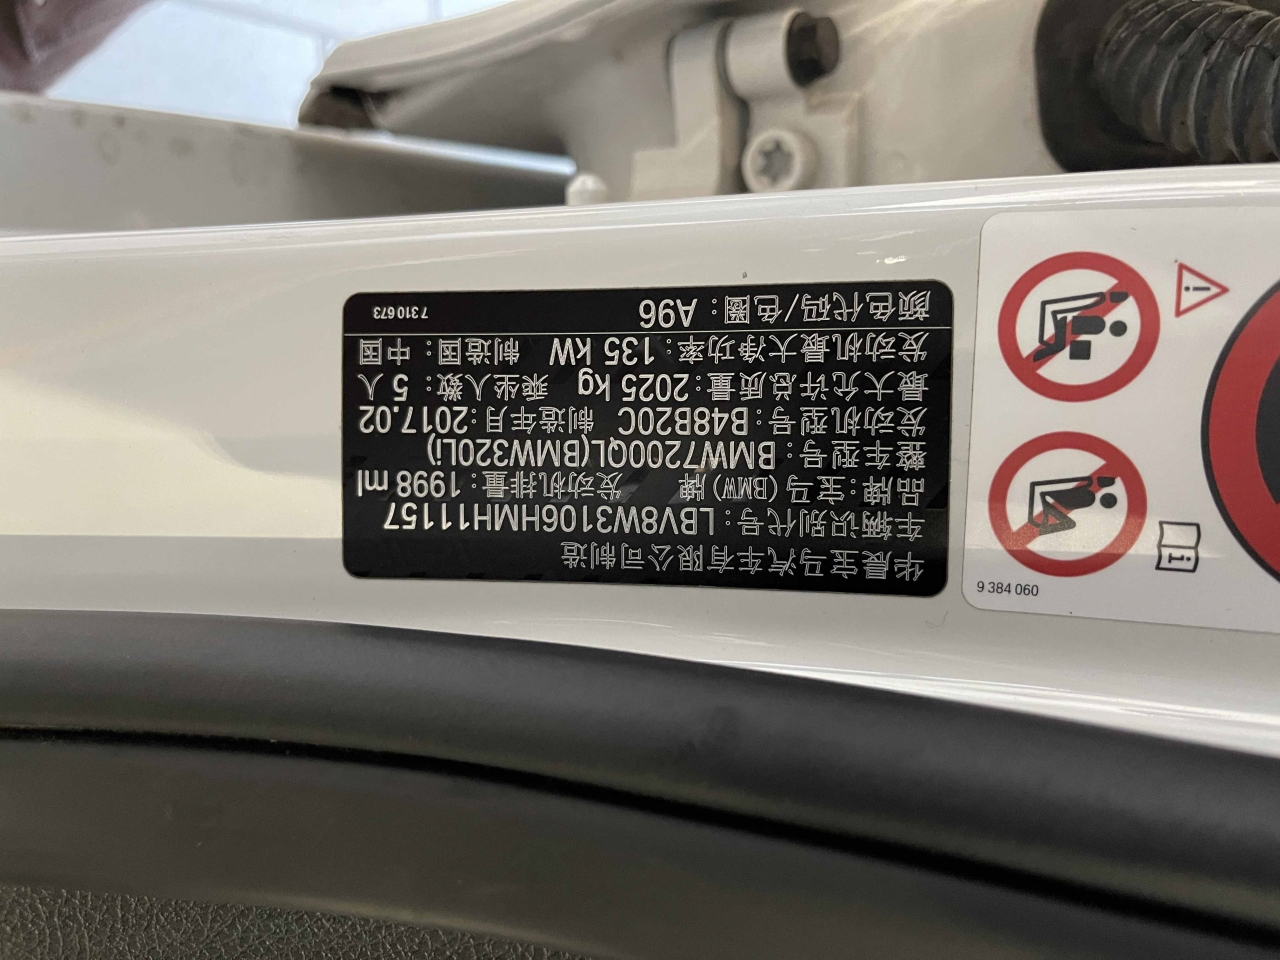 华晨宝马汽车有限公司制造
车辆识别代号：LBV8W3106HMH11157
品牌：宝马(BMW)牌 发动机排量：1998 ml
整车型号：BMW7200QL(BMW320Li)
发动机型号：B48B20C 制造年月：2017.02
最大允许总质量：2025 kg 乘坐人数：5 人
发动机最大净功率：135 kW 制造国：中国
颜色代码/色圈：A96 7 310 673
9 384 060